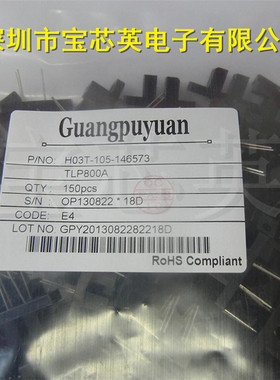 深圳市宝芯英电子有限公司
Guangpuyuan
P/NO: H03T-105-146573
TLP800A
QTY 150pcs
S/N OP130822 * 18D
CODE: E4
LOT NO GPY2013082282218D
RoHS Compliant